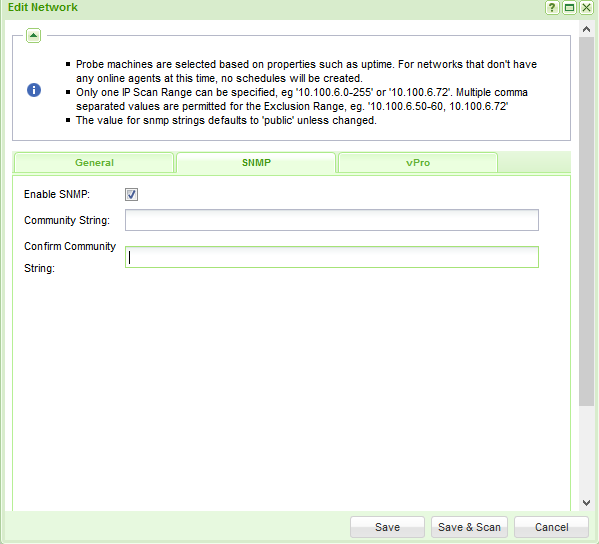 Edit Network
Probe machines are selected based on properties such as uptime. For networks that don't have
any online agents at this time, no schedules will be created.
Only one IP Scan Range can be specified, eg '10.100.6.0-255' or '10.100.6.72'. Multiple comma
separated values are permitted for the Exclusion Range, eg. '10.100.6.50-60, 10.100.6.72'
The value for snmp strings defaults to 'public' unless changed.
General SNMP vPro
Enable SNMP:
Community String:
Confirm Community
String:
Save Save & Scan Cancel